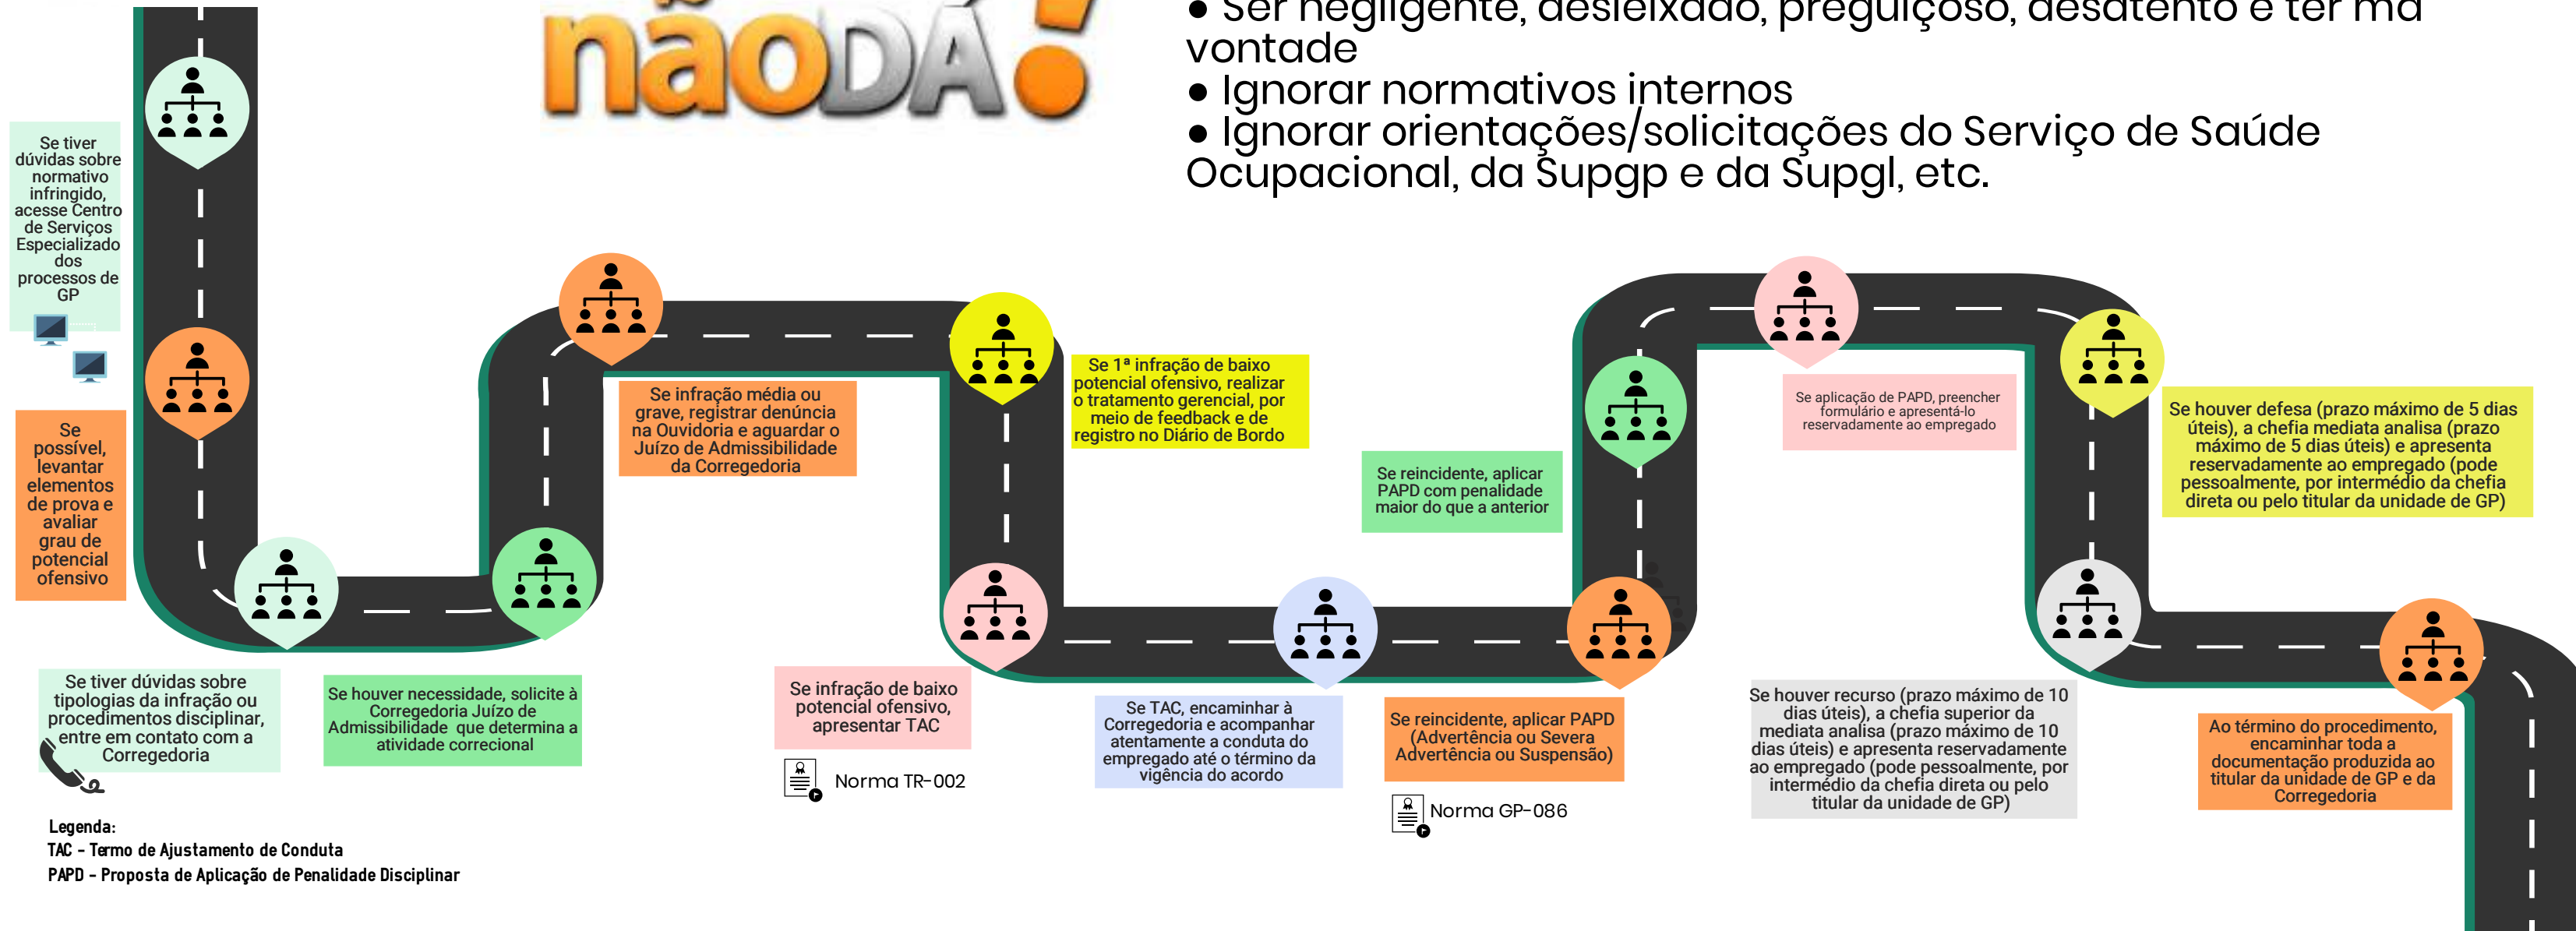 nãoDÁ!
● Ser negligente, desleixado, preguiçoso, desatento e ter má
vontade
● Ignorar normativos internos
● Ignorar orientações/solicitações do Serviço de Saúde
Ocupacional, da Supgp e da Supgl, etc.
Se tiver
dúvidas sobre
normativo
infringido,
acesse Centro
de Serviços
Especializado
dos
processos de
GP
Se
possível,
levantar
elementos
de prova e
avaliar
grau de
potencial
ofensivo
Se tiver dúvidas sobre
tipologias da infração ou
procedimentos disciplinar,
entre em contato com a
Corregedoria
Se houver necessidade, solicite à
Corregedoria Juízo de
Admissibilidade que determina a
atividade correcional
Se infração média ou
grave, registrar denúncia
na Ouvidoria e aguardar o
Juízo de Admissibilidade
da Corregedoria
Se 1ª infração de baixo
potencial ofensivo, realizar
o tratamento gerencial, por
meio de feedback e de
registro no Diário de Bordo
Se infração de baixo
potencial ofensivo,
apresentar TAC
Norma TR-002
Se TAC, encaminhar à
Corregedoria e acompanhar
atentamente a conduta do
empregado até o término da
vigência do acordo
Se reincidente, aplicar PAPD
(Advertência ou Severa
Advertência ou Suspensão)
Norma GP-086
Se reincidente, aplicar
PAPD com penalidade
maior do que a anterior
Se aplicação de PAPD, preencher
formulário e apresentá-lo
reservadamente ao empregado
Se houver defesa (prazo máximo de 5 dias
úteis), a chefia mediata analisa (prazo
máximo de 5 dias úteis) e apresenta
reservadamente ao empregado (pode
pessoalmente, por intermédio da chefia
direta ou pelo titular da unidade de GP)
Se houver recurso (prazo máximo de 10
dias úteis), a chefia superior da
mediata analisa (prazo máximo de 10
dias úteis) e apresenta reservadamente
ao empregado (pode pessoalmente, por
intermédio da chefia direta ou pelo
titular da unidade de GP)
Ao término do procedimento,
encaminhar toda a
documentação produzida ao
titular da unidade de GP e da
Corregedoria
Legenda:
TAC - Termo de Ajustamento de Conduta
PAPD - Proposta de Aplicação de Penalidade Disciplinar